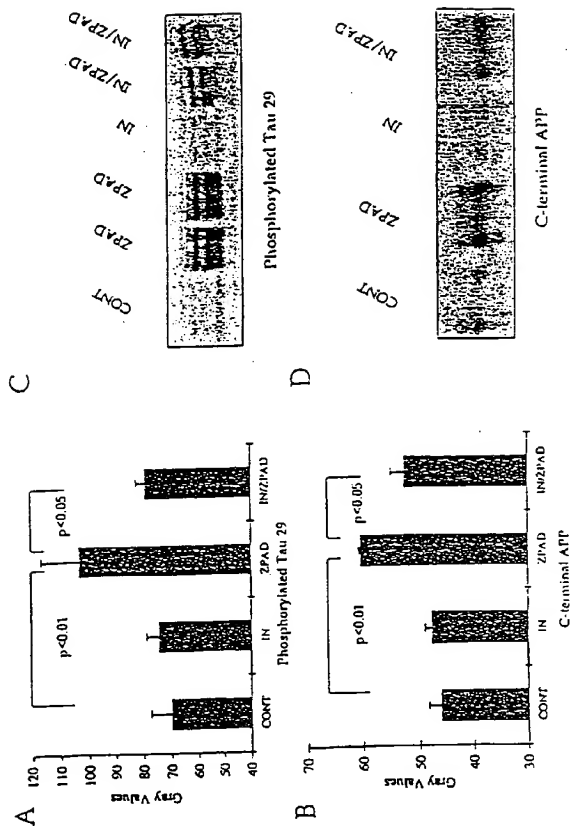 A
Gray Values
120
110
100
90
80
70
60
50
40
p<0.01
p<0.05
CONT
IN
ZPAD
IN/ZPAD
Phosphorylated Tau 29
B
Gray Values
70
60
50
40
30
p<0.01
p<0.05
CONT
IN
ZPAD
IN/ZPAD
C-terminal APP
C
CONT
ZPAD
ZPAD
IN
IN/ZPAD
IN/ZPAD
Phosphorylated Tau 29
D
CONT
ZPAD
IN
IN/ZPAD
C-terminal APP